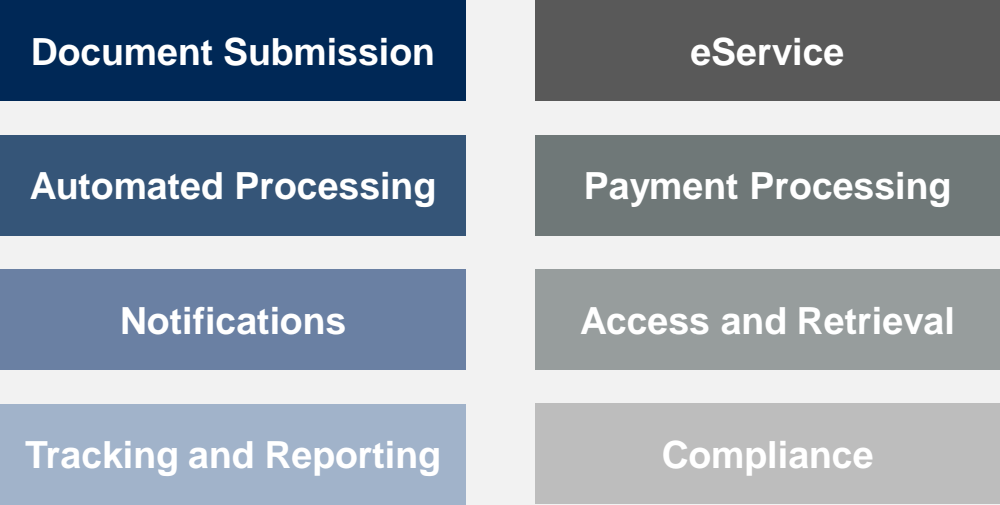 Document Submission
eService
Automated Processing
Payment Processing
Notifications
Access and Retrieval
Tracking and Reporting
Compliance